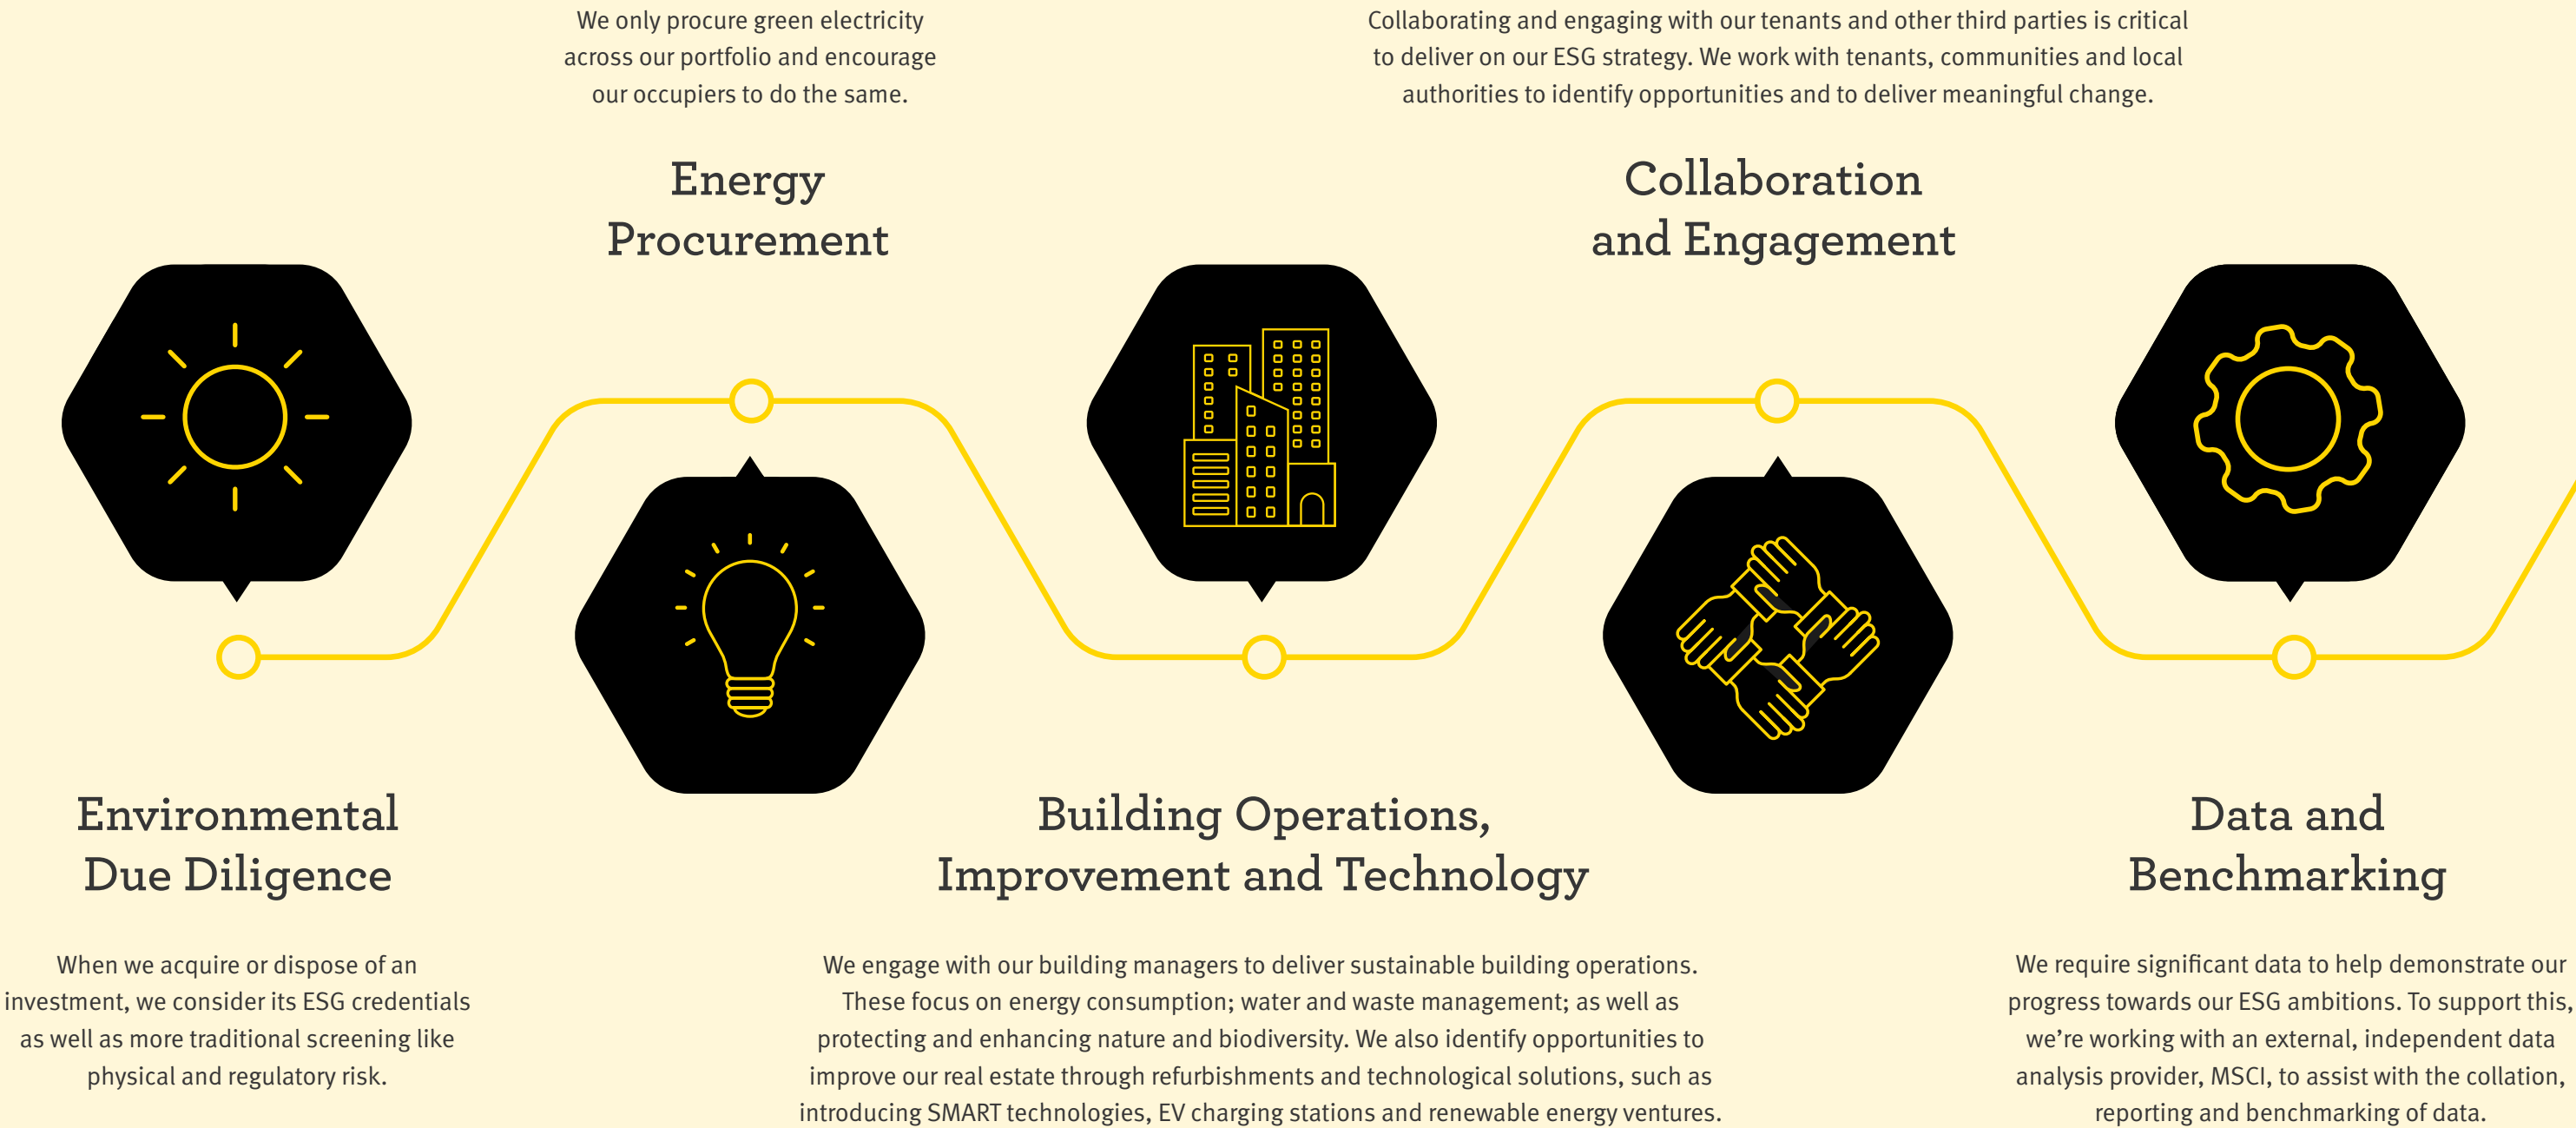 We only procure green electricity
across our portfolio and encourage
our occupiers to do the same.
Energy
Procurement
Collaborating and engaging with our tenants and other third parties is critical
to deliver on our ESG strategy. We work with tenants, communities and local
authorities to identify opportunities and to deliver meaningful change.
Collaboration
and Engagement
Environmental
Due Diligence
When we acquire or dispose of an
investment, we consider its ESG credentials
as well as more traditional screening like
physical and regulatory risk.
Building Operations,
Improvement and Technology
We engage with our building managers to deliver sustainable building operations.
These focus on energy consumption; water and waste management; as well as
protecting and enhancing nature and biodiversity. We also identify opportunities to
improve our real estate through refurbishments and technological solutions, such as
introducing SMART technologies, EV charging stations and renewable energy ventures.
Data and
Benchmarking
We require significant data to help demonstrate our
progress towards our ESG ambitions. To support this,
we’re working with an external, independent data
analysis provider, MSCI, to assist with the collation,
reporting and benchmarking of data.